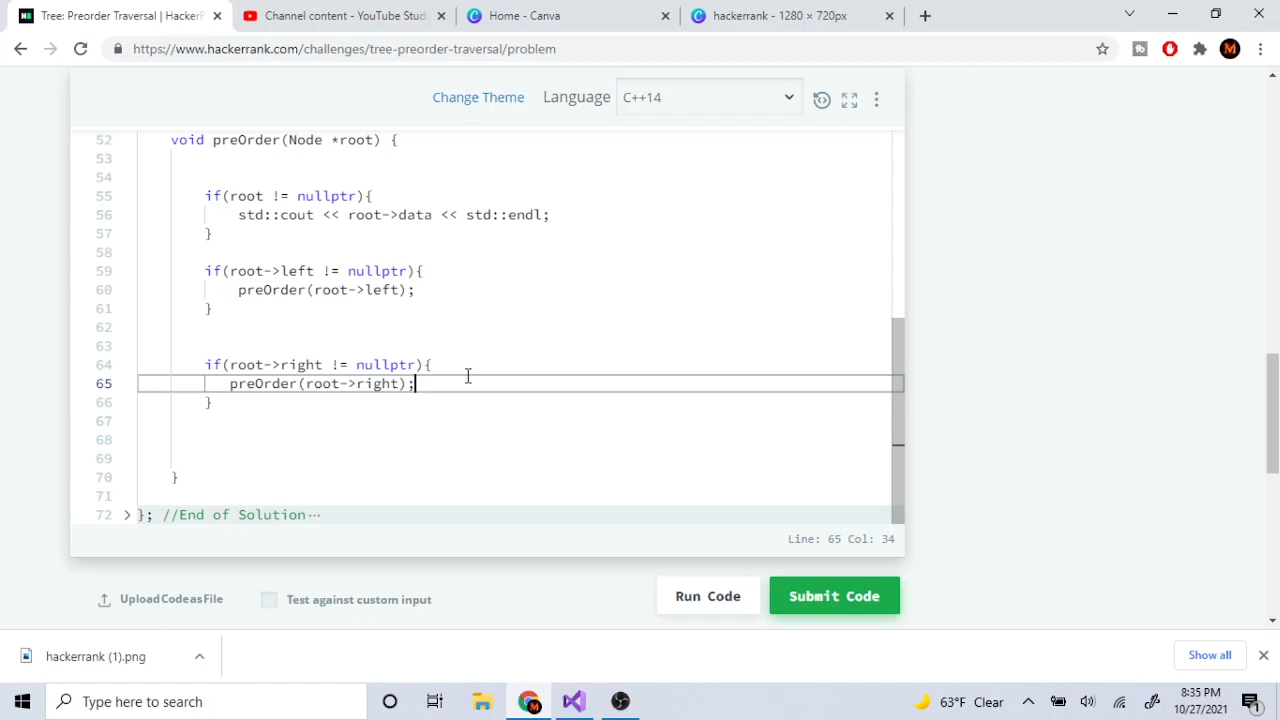 Tree: Preorder Traversal | HackerR
Channel content - YouTube Studi
Home - Canva
hackerrank - 1280 × 720px
https://www.hackerrank.com/challenges/tree-preorder-traversal/problem
M
Change Theme Language C++14
52 void preOrder(Node *root) {
53
54
55 if(root != nullptr){
56 std::cout << root->data << std::endl;
57 }
58
59 if(root->left != nullptr){
60 preOrder(root->left);
61 }
62
63
64 if(root->right != nullptr){
65 preOrder(root->right);
66 }
67
68
69
70 }
71
72 }; //End of Solution
Line: 65 Col: 34
Upload Code as File Test against custom input Run Code Submit Code
hackerrank (1).png Show all
Type here to search
63°F Clear
8:35 PM
10/27/2021